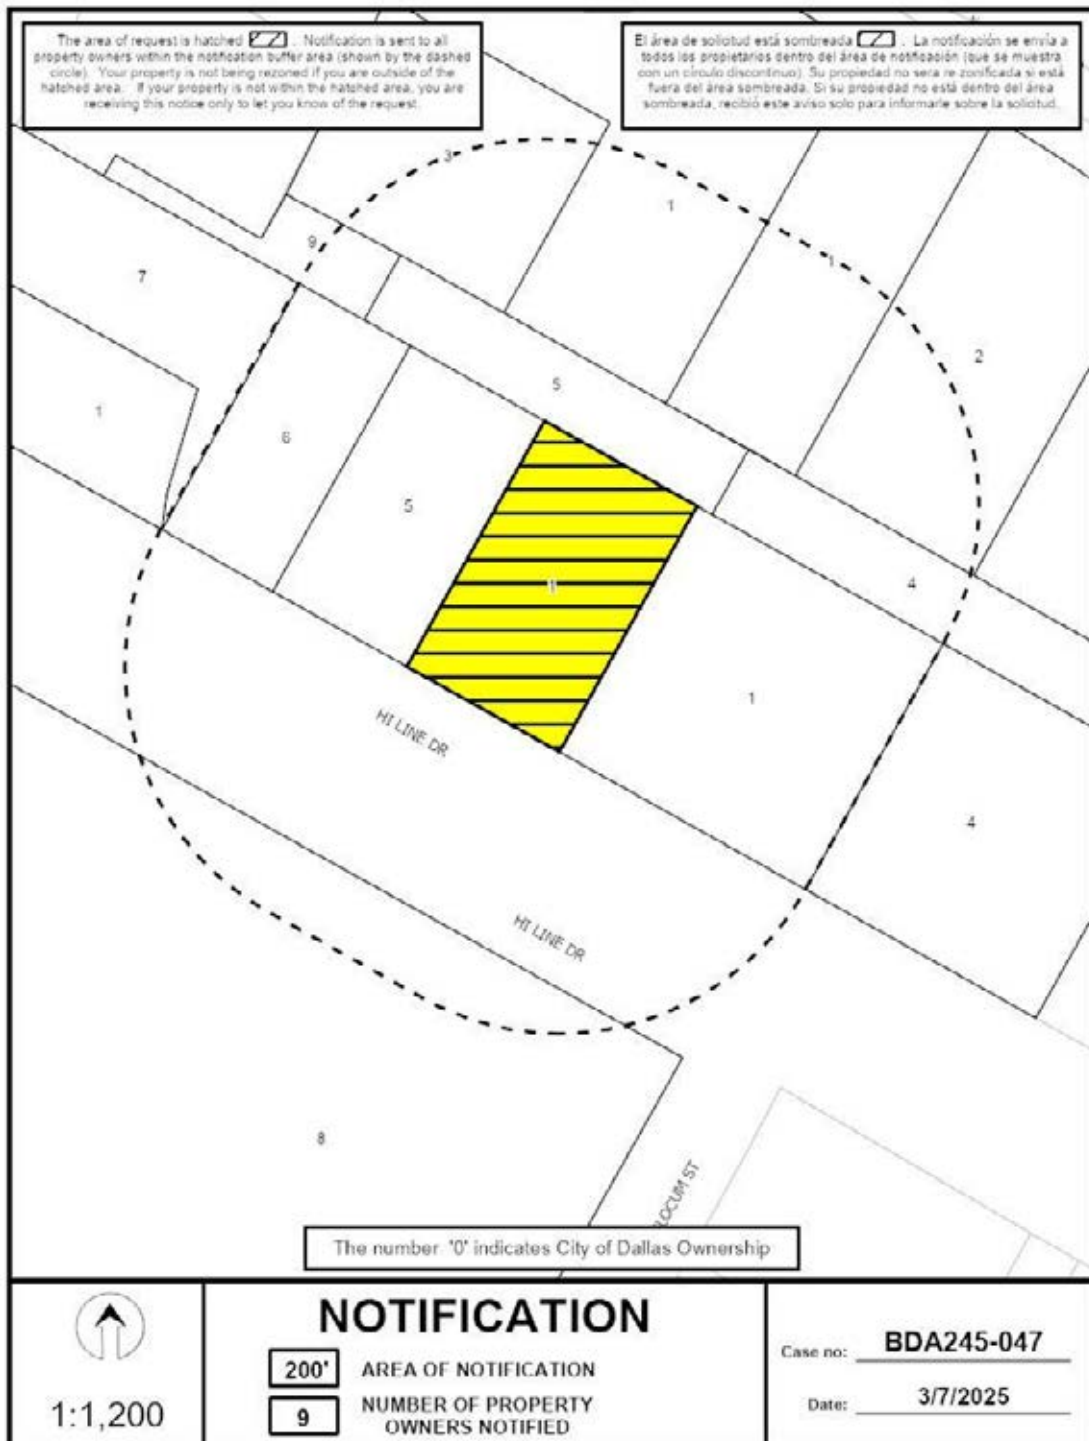 The area of request is hatched . Notification is sent to all
property owners within the notification buffer area (shown by the dashed
circle). Your property is not being rezoned if you are outside of the
hatched area. If your property is not within the hatched area, you are
receiving this notice only to let you know of the request.
El área de solicitud está sombreada . La notificación se envía a
todos los propietarios dentro del área de notificación (que se muestra
con un círculo discontinuo). Su propiedad no sera re zonificada si está
fuera del área sombreada. Si su propiedad no está dentro del área
sombreada, recibió este aviso solo para informarle sobre la solicitud.
3
1
9
1
7
2
5
1
6
5
1
4
1
HI LINE DR
4
HI LINE DR
8
LOCUM ST
The number '0' indicates City of Dallas Ownership
1:1,200
NOTIFICATION
200' AREA OF NOTIFICATION
9 NUMBER OF PROPERTY
OWNERS NOTIFIED
Case no: BDA245-047
Date: 3/7/2025